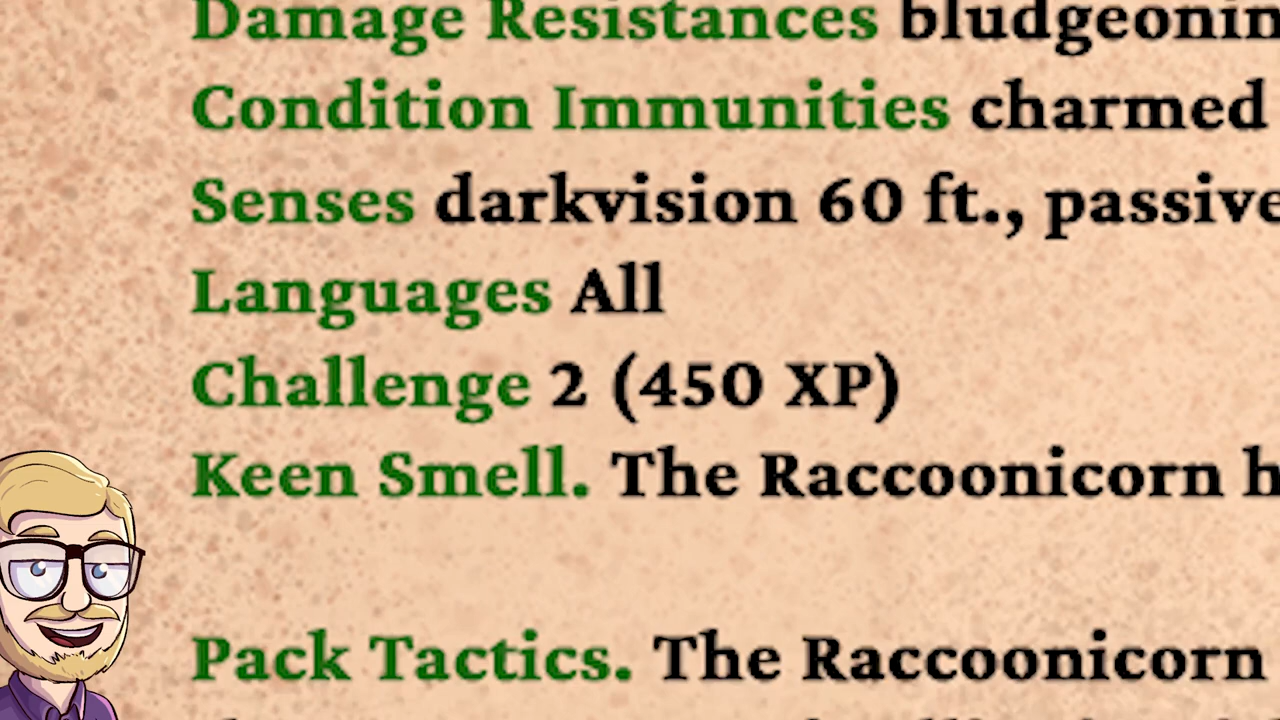 Damage Resistances
Condition Immunities charmed
Senses darkvision 60 ft., passive
Languages All
Challenge 2 (450 XP)
Keen Smell. The Raccoonicorn
Pack Tactics. The Raccoonicorn